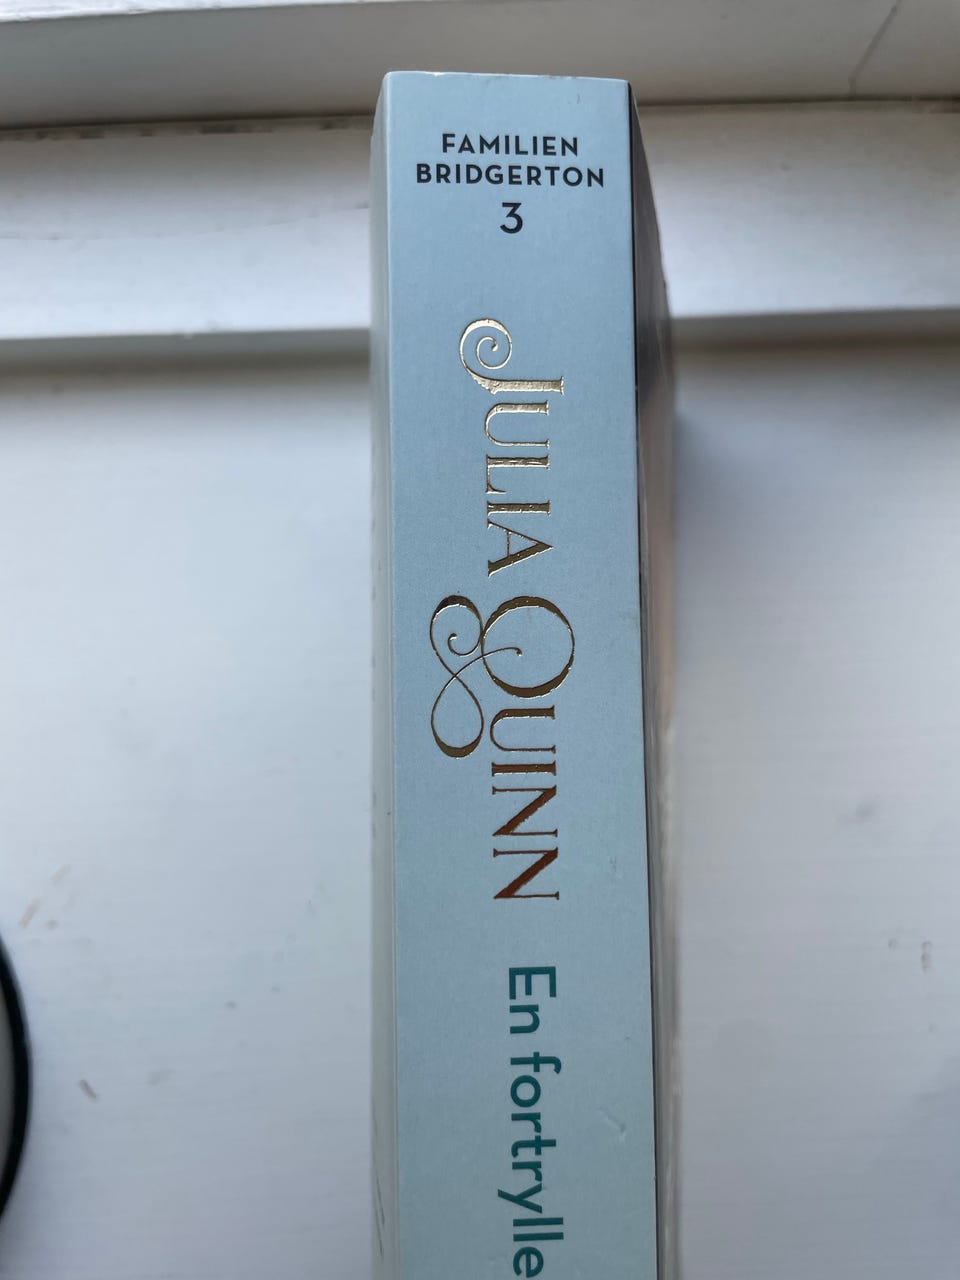 FAMILIEN
BRIDGERTON
3
JULIA QUINN
En fortrylle